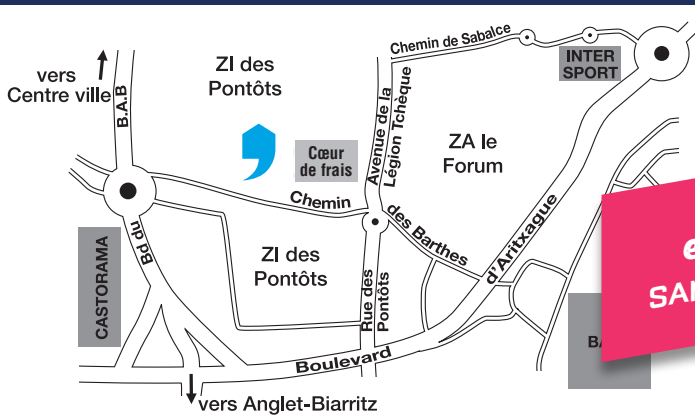 vers
Centre ville
B.A.B
ZI des
Pontôts
Chemin de Sabalce
INTER
SPORT
Avenue de la
Légion Tchèque
Cœur
de frais
ZA le
Forum
Chemin
des Barthes
d'Aritxague
Bd du
CASTORAMA
ZI des
Pontôts
Rue des
Pontôts
Boulevard
vers Anglet-Biarritz